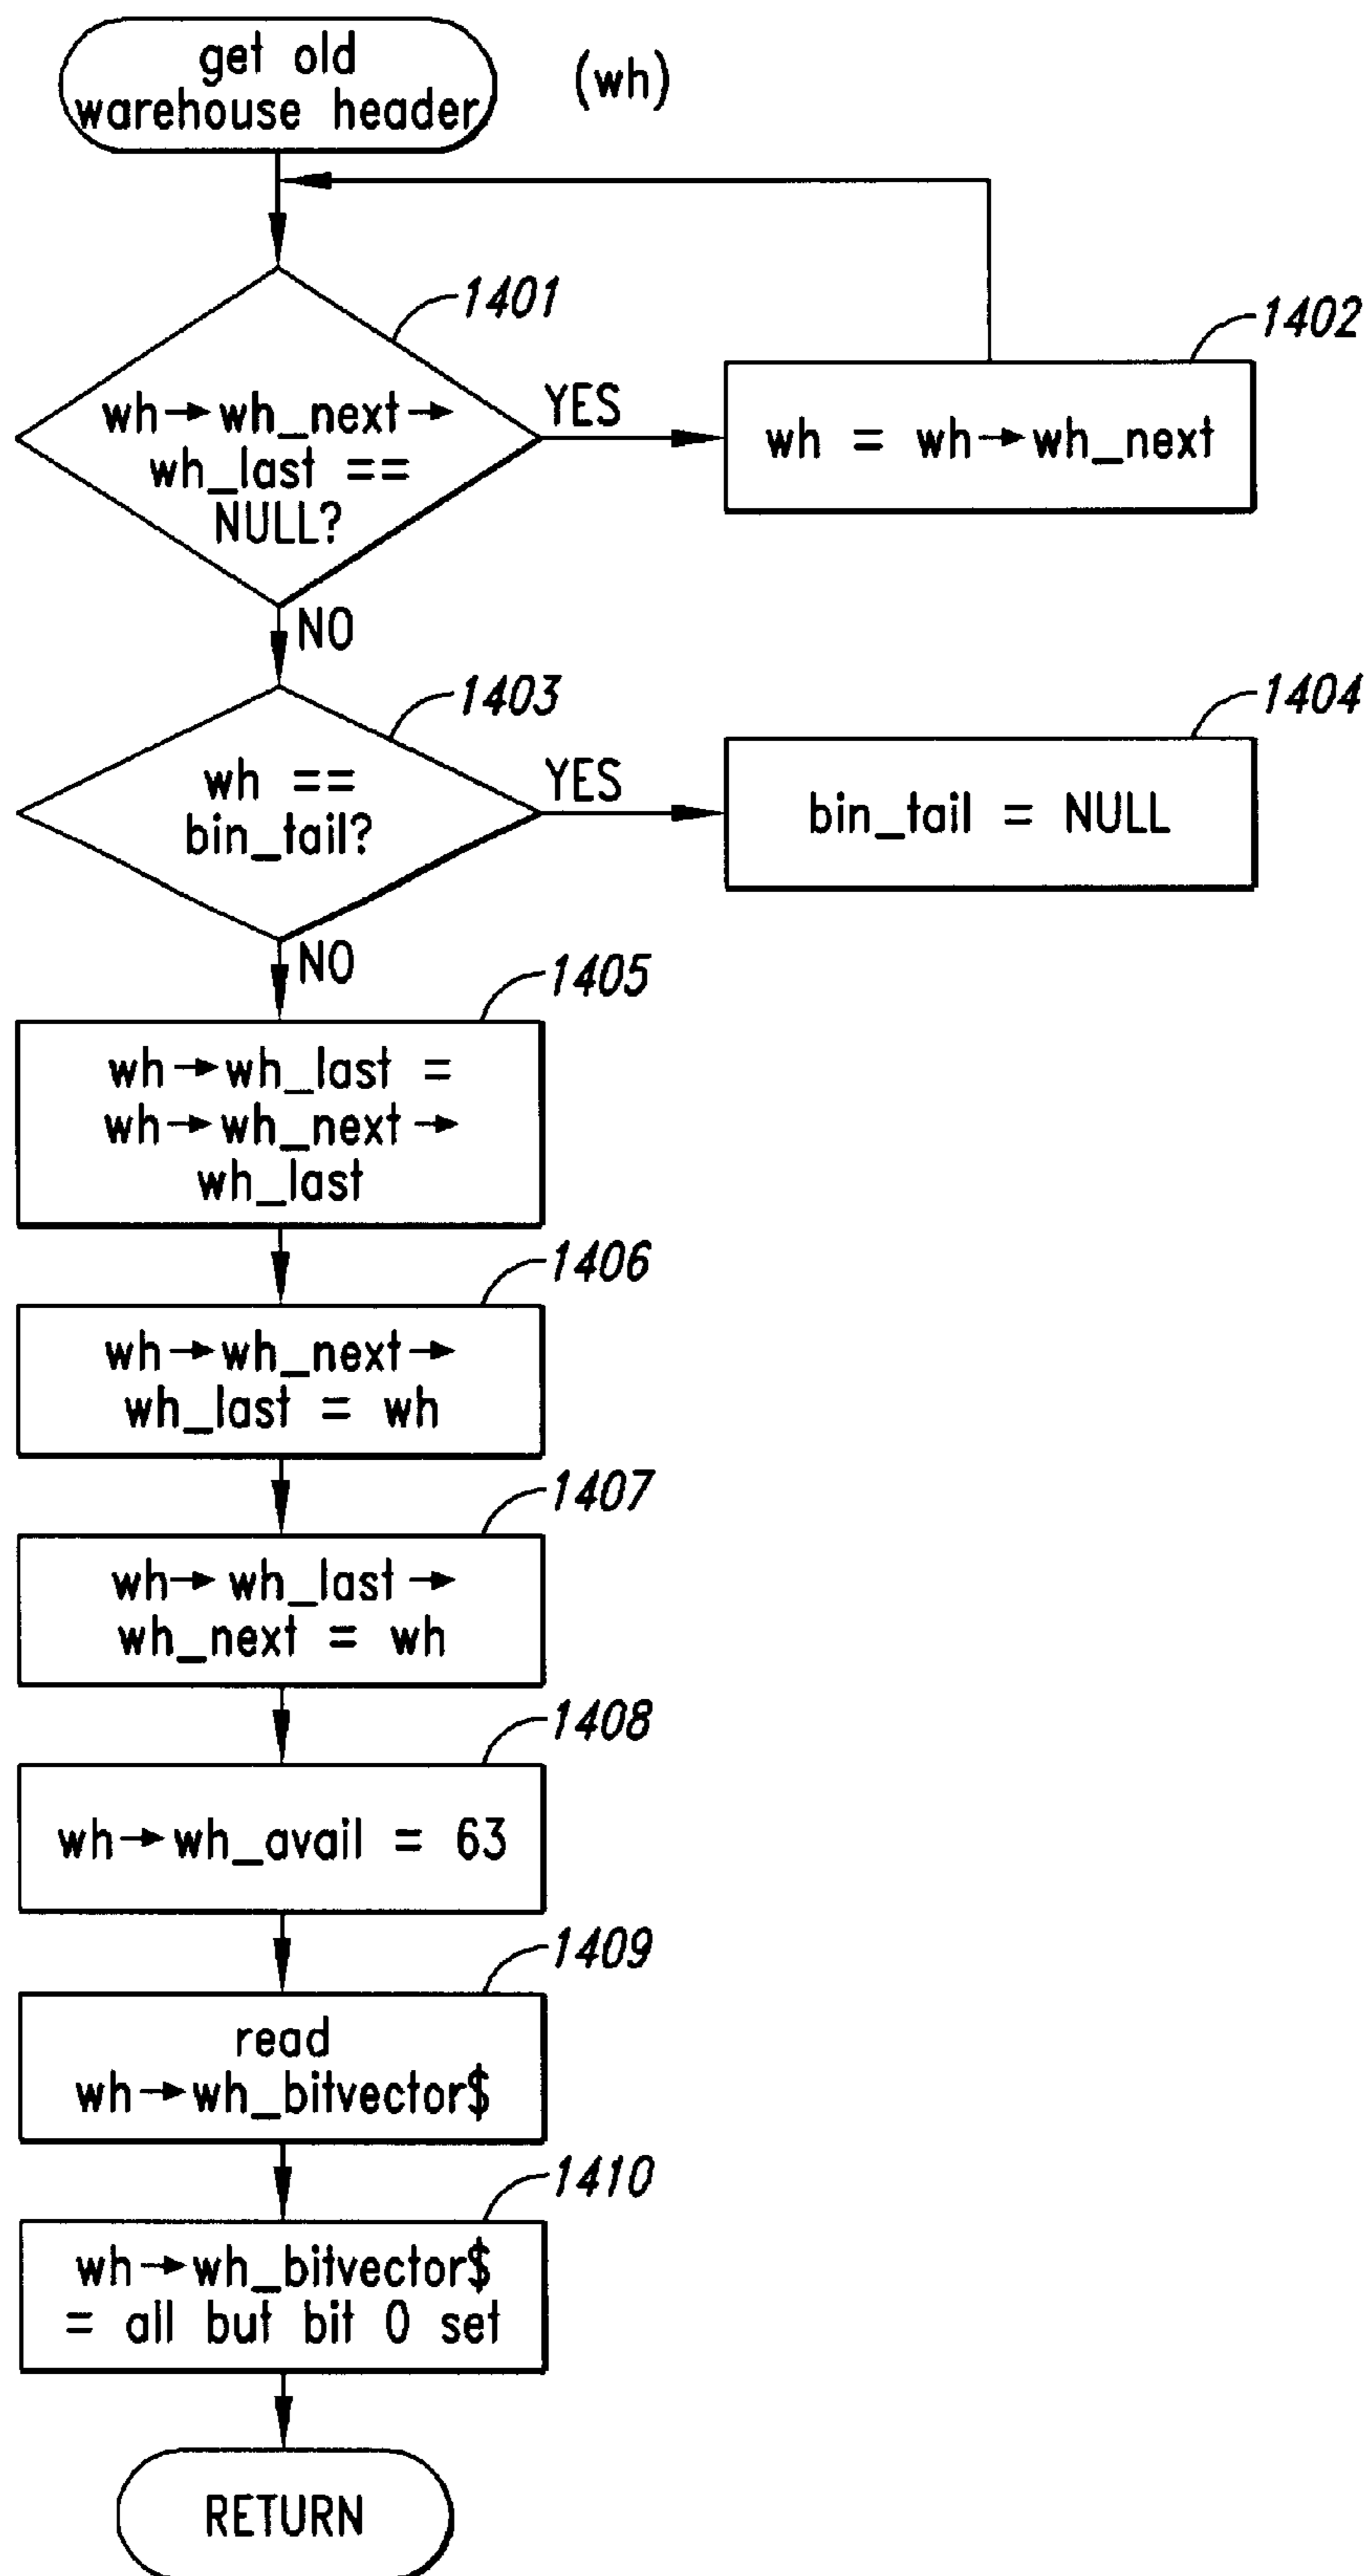 get old
warehouse header
(wh)
1401
wh→wh_next→
wh_last ==
NULL?
YES
1402
wh = wh→wh_next
NO
1403
wh ==
bin_tail?
YES
1404
bin_tail = NULL
NO
1405
wh→wh_last =
wh→wh_next→
wh_last
1406
wh→wh_next→
wh_last = wh
1407
wh→wh_last→
wh_next = wh
1408
wh→wh_avail = 63
1409
read
wh→wh_bitvector$
1410
wh→wh_bitvector$
= all but bit 0 set
RETURN